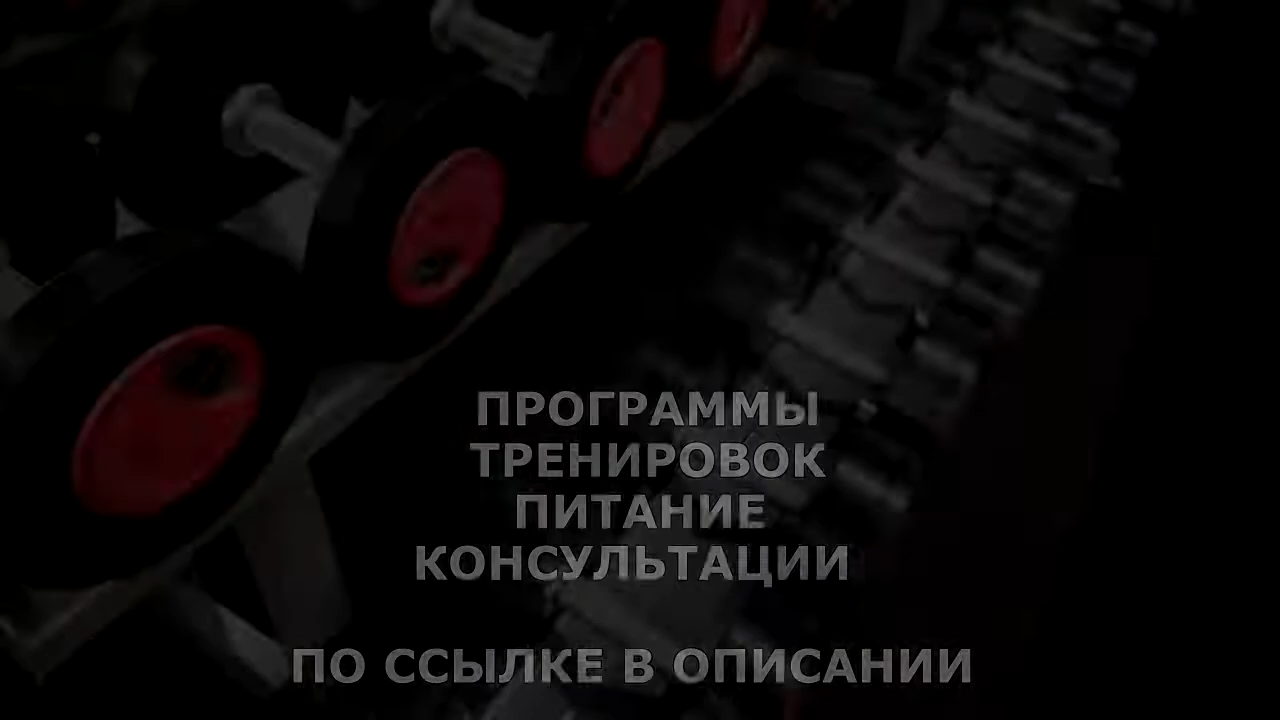 ПРОГРАММЫ
ТРЕНИРОВОК
ПИТАНИЕ
КОНСУЛЬТАЦИИ
ПО ССЫЛКЕ В ОПИСАНИИ